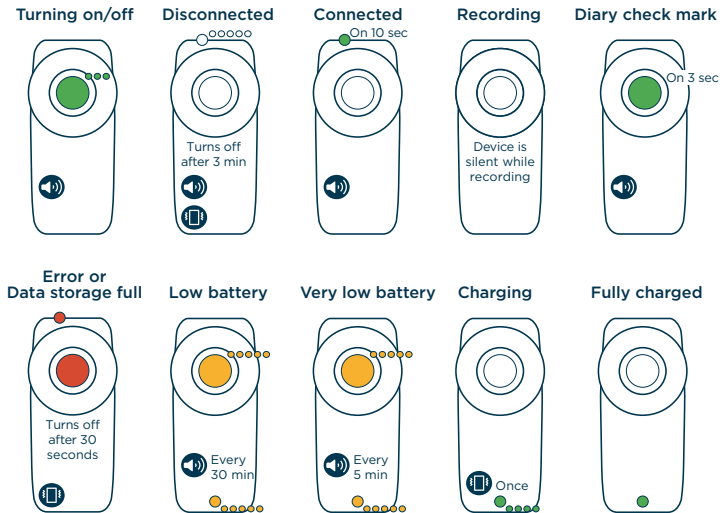 Turning on/off
Disconnected
Connected
Recording
Diary check mark
On 10 sec
On 3 sec
Turns off
after 3 min
Device is
silent while
recording
Error or
Data storage full
Low battery
Very low battery
Charging
Fully charged
Turns off
after 30
seconds
Every
30 min
Every
5 min
Once